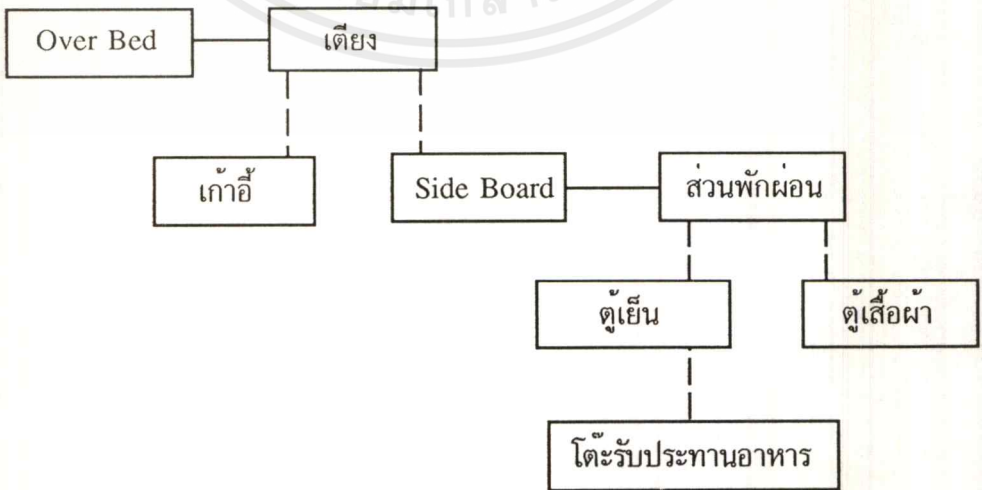 Over Bed
เตียง
เก้าอี้
Side Board
ส่วนพักผ่อน
ตู้เย็น
ตู้เสื้อผ้า
โต๊ะรับประทานอาหาร